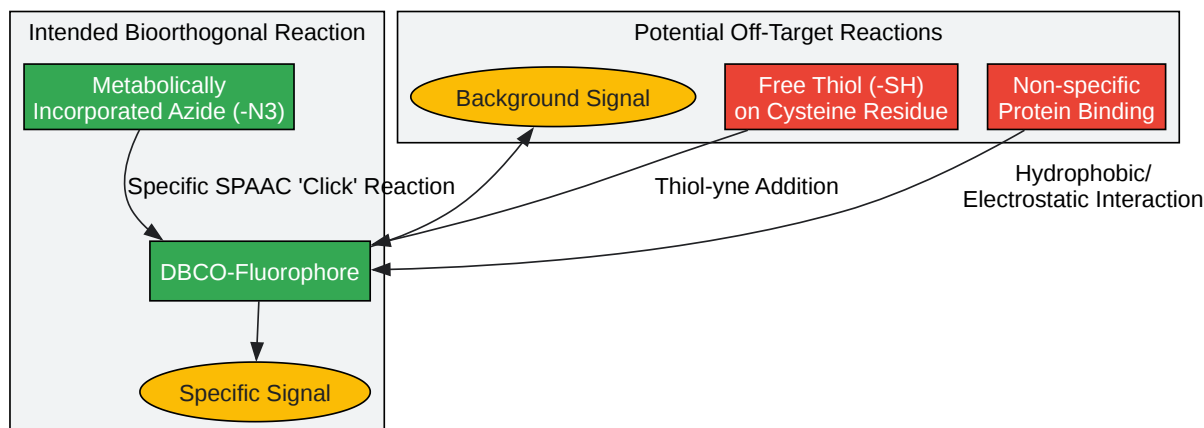 Intended Bioorthogonal Reaction
Potential Off-Target Reactions
Metabolically
Incorporated Azide (-N3)
Background Signal
Free Thiol (-SH)
on Cysteine Residue
Non-specific
Protein Binding
Specific SPAAC 'Click' Reaction
Thiol-yne Addition
Hydrophobic/
Electrostatic Interaction
DBCO-Fluorophore
Specific Signal